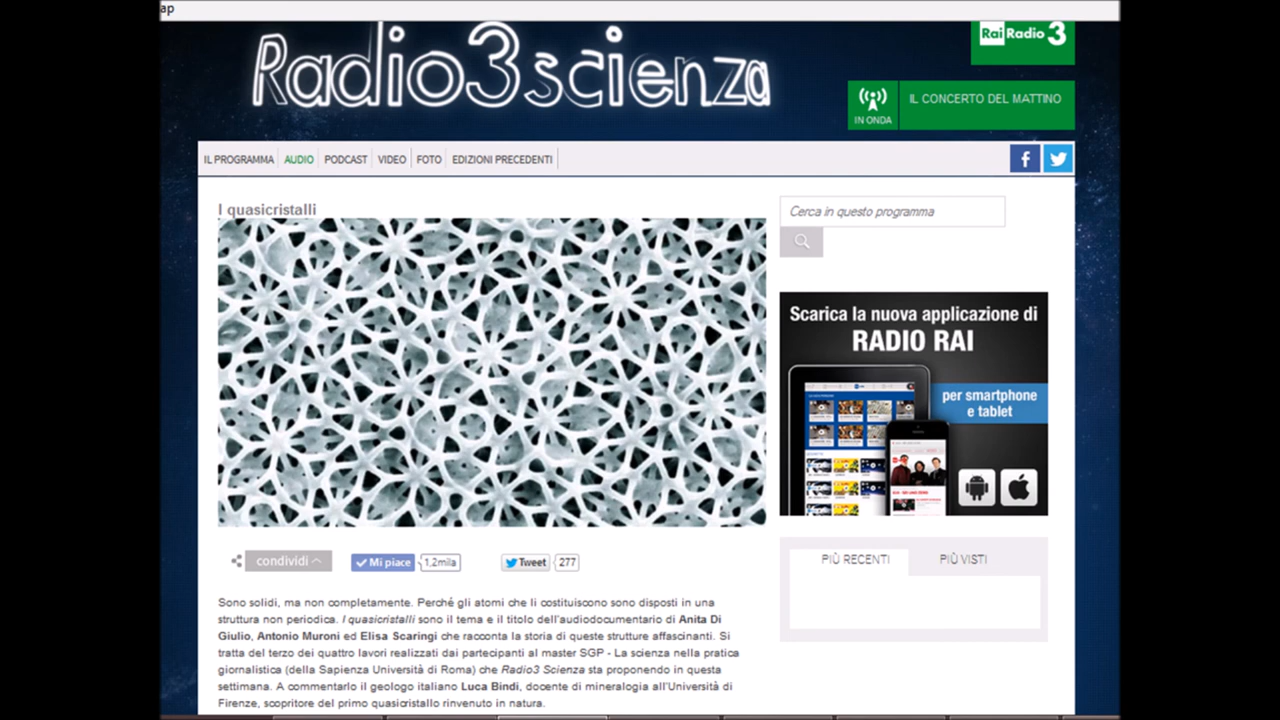 ap
Radio3scienza
Rai Radio 3
IN ONDA
IL CONCERTO DEL MATTINO
IL PROGRAMMA AUDIO PODCAST VIDEO FOTO EDIZIONI PRECEDENTI
I quasicristalli
Cerca in questo programma
Scarica la nuova applicazione di
RADIO RAI
per smartphone
e tablet
condividi
Mi piace 1,2mila
Tweet 277
PIÙ RECENTI PIÙ VISTI
Sono solidi, ma non completamente. Perché gli atomi che li costituiscono sono disposti in una
struttura non periodica. I quasicristalli sono il tema e il titolo dell'audiodocumentario di Anita Di
Giulio, Antonio Muroni ed Elisa Scaringi che racconta la storia di queste strutture affascinanti. Si
tratta del terzo dei quattro lavori realizzati dai partecipanti al master SGP - La scienza nella pratica
giornalistica (della Sapienza Università di Roma) che Radio3 Scienza sta proponendo in questa
settimana. A commentarlo il geologo italiano Luca Bindi, docente di mineralogia all'Università di
Firenze, scopritore del primo quasicristallo rinvenuto in natura.